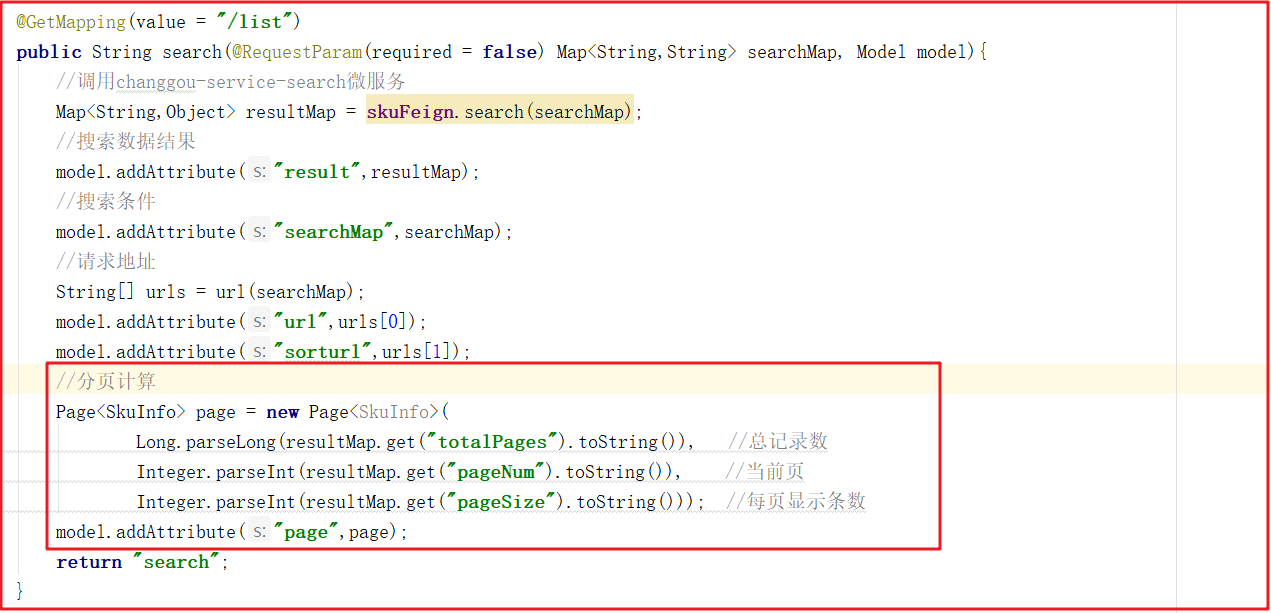 @GetMapping(value = "/list")
public String search(@RequestParam(required = false) Map<String,String> searchMap, Model model){
//调用changgou-service-search微服务
Map<String,Object> resultMap = skuFeign.search(searchMap);
//搜索数据结果
model.addAttribute( s: "result",resultMap);
//搜索条件
model.addAttribute( s: "searchMap",searchMap);
//请求地址
String[] urls = url(searchMap);
model.addAttribute( s: "url",urls[0]);
model.addAttribute( s: "sorturl",urls[1]);
//分页计算
Page<SkuInfo> page = new Page<SkuInfo>(
Long.parseLong(resultMap.get("totalPages").toString()), //总记录数
Integer.parseInt(resultMap.get("pageNum").toString()), //当前页
Integer.parseInt(resultMap.get("pageSize").toString())); //每页显示条数
model.addAttribute( s: "page",page);
return "search";
}